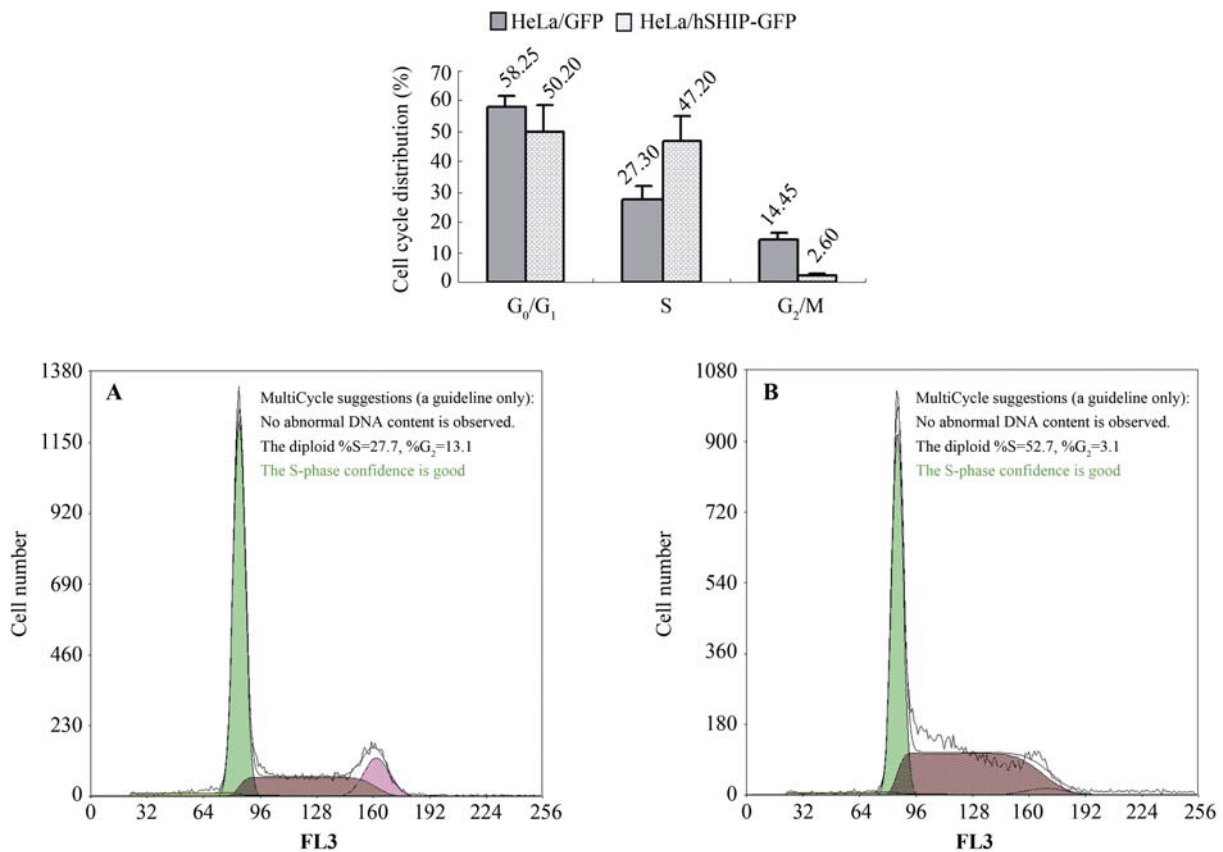 HeLa/GFP HeLa/hSHIP-GFP
Cell cycle distribution (%)
70
60
50
40
30
20
10
0
58.25
50.20
27.30
47.20
14.45
2.60
G₀/G₁ S G₂/M
A
MultiCycle suggestions (a guideline only):
No abnormal DNA content is observed.
The diploid %S=27.7, %G₂=13.1
The S-phase confidence is good
Cell number
1380
1150
920
690
460
230
0
0 32 64 96 128 160 192 224 256
FL3
B
MultiCycle suggestions (a guideline only):
No abnormal DNA content is observed.
The diploid %S=52.7, %G₂=3.1
The S-phase confidence is good
Cell number
1080
900
720
540
360
180
0
0 32 64 96 128 160 192 224 256
FL3